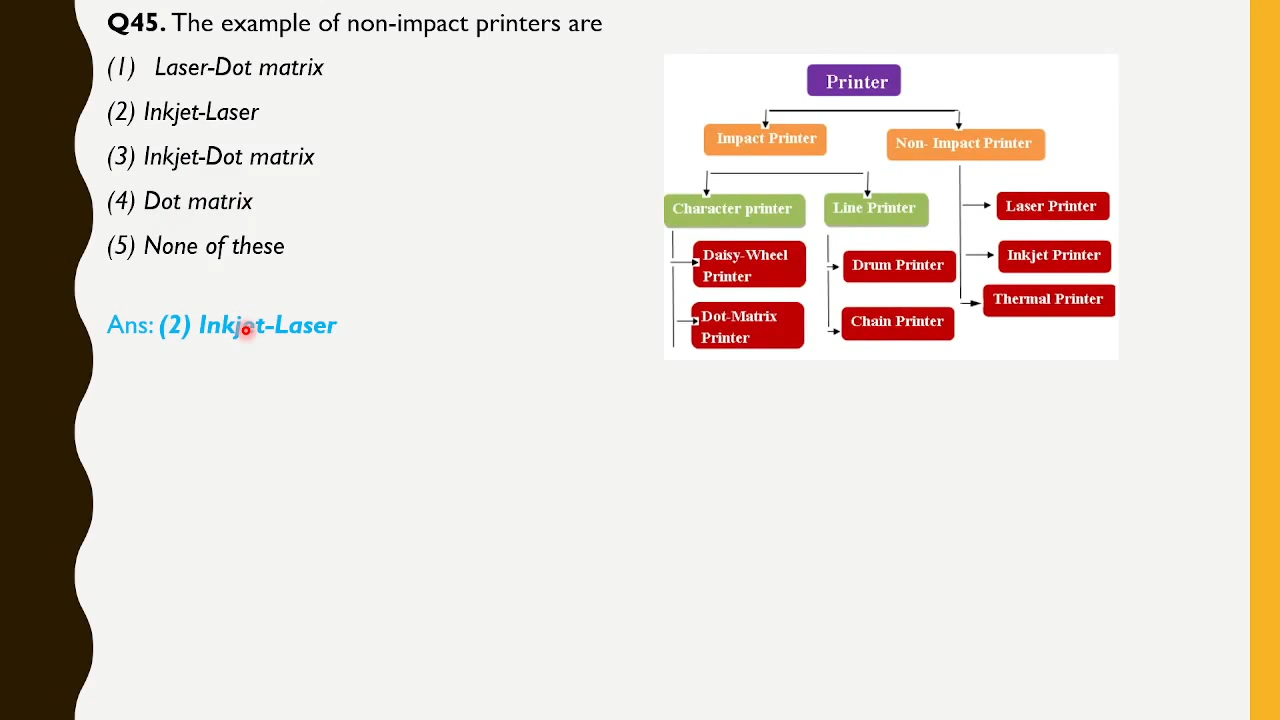 Q45. The example of non-impact printers are
(1) Laser-Dot matrix
(2) Inkjet-Laser
(3) Inkjet-Dot matrix
(4) Dot matrix
(5) None of these
Ans: (2) Inkjet-Laser
Printer
Impact Printer
Non- Impact Printer
Character printer
Line Printer
Laser Printer
Daisy-Wheel
Printer
Drum Printer
Inkjet Printer
Dot-Matrix
Printer
Chain Printer
Thermal Printer